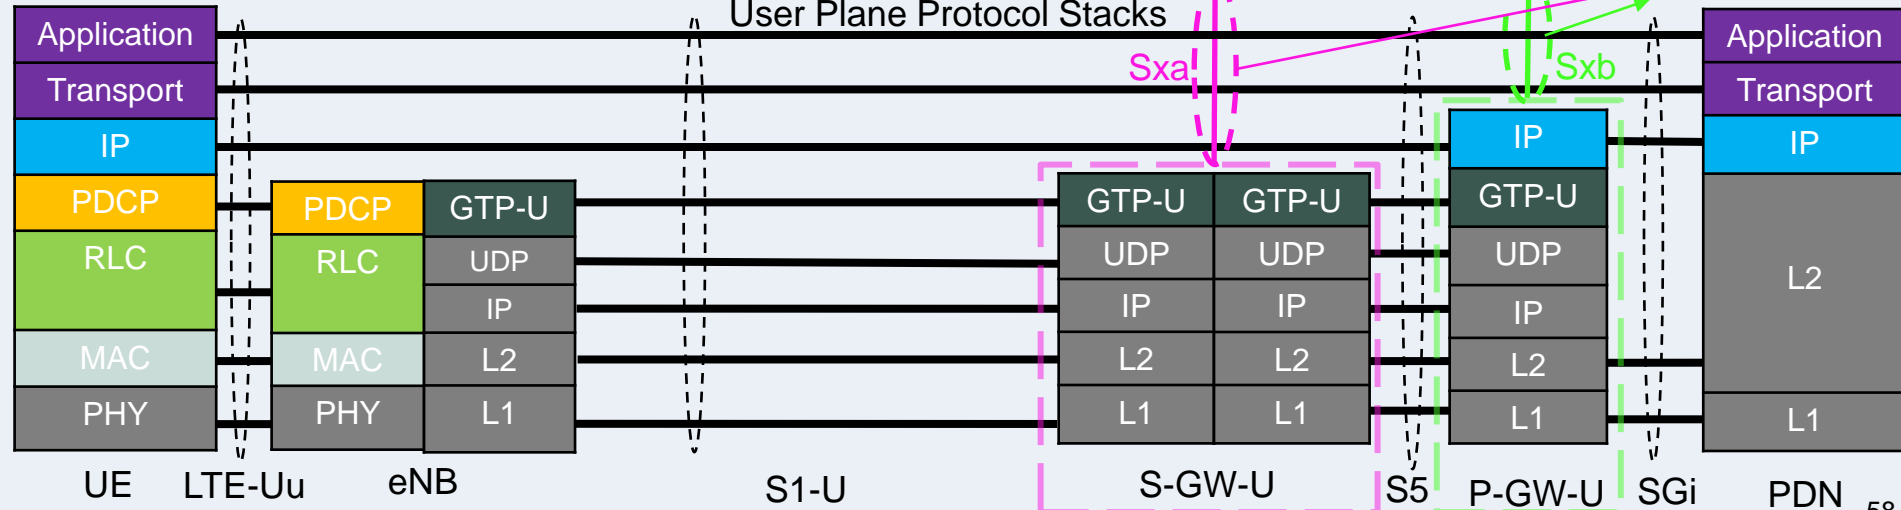 User Plane Protocol Stacks
Application
Transport
IP
PDCP
RLC
MAC
PHY
UE
LTE-Uu
PDCP
RLC
MAC
PHY
GTP-U
UDP
IP
L2
L1
eNB
S1-U
Sxa
GTP-U
UDP
IP
L2
L1
GTP-U
UDP
IP
L2
L1
S-GW-U
S5
Sxb
IP
GTP-U
UDP
IP
L2
L1
P-GW-U
SGi
Application
Transport
IP
L2
L1
PDN
58